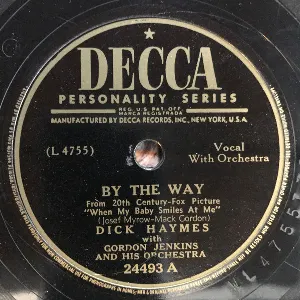 DECCA
PERSONALITY SERIES
REG. U.S. PAT. OFF.
MARCA REGISTRADA
MANUFACTURED BY DECCA RECORDS, INC., NEW YORK, U.S.A.
(L 4755)
Vocal
With Orchestra
BY THE WAY
From 20th Century-Fox Picture
"When My Baby Smiles At Me"
(Josef Myrow-Mack Gordon)
DICK HAYMES
with
GORDON JENKINS
AND HIS ORCHESTRA
24493 A